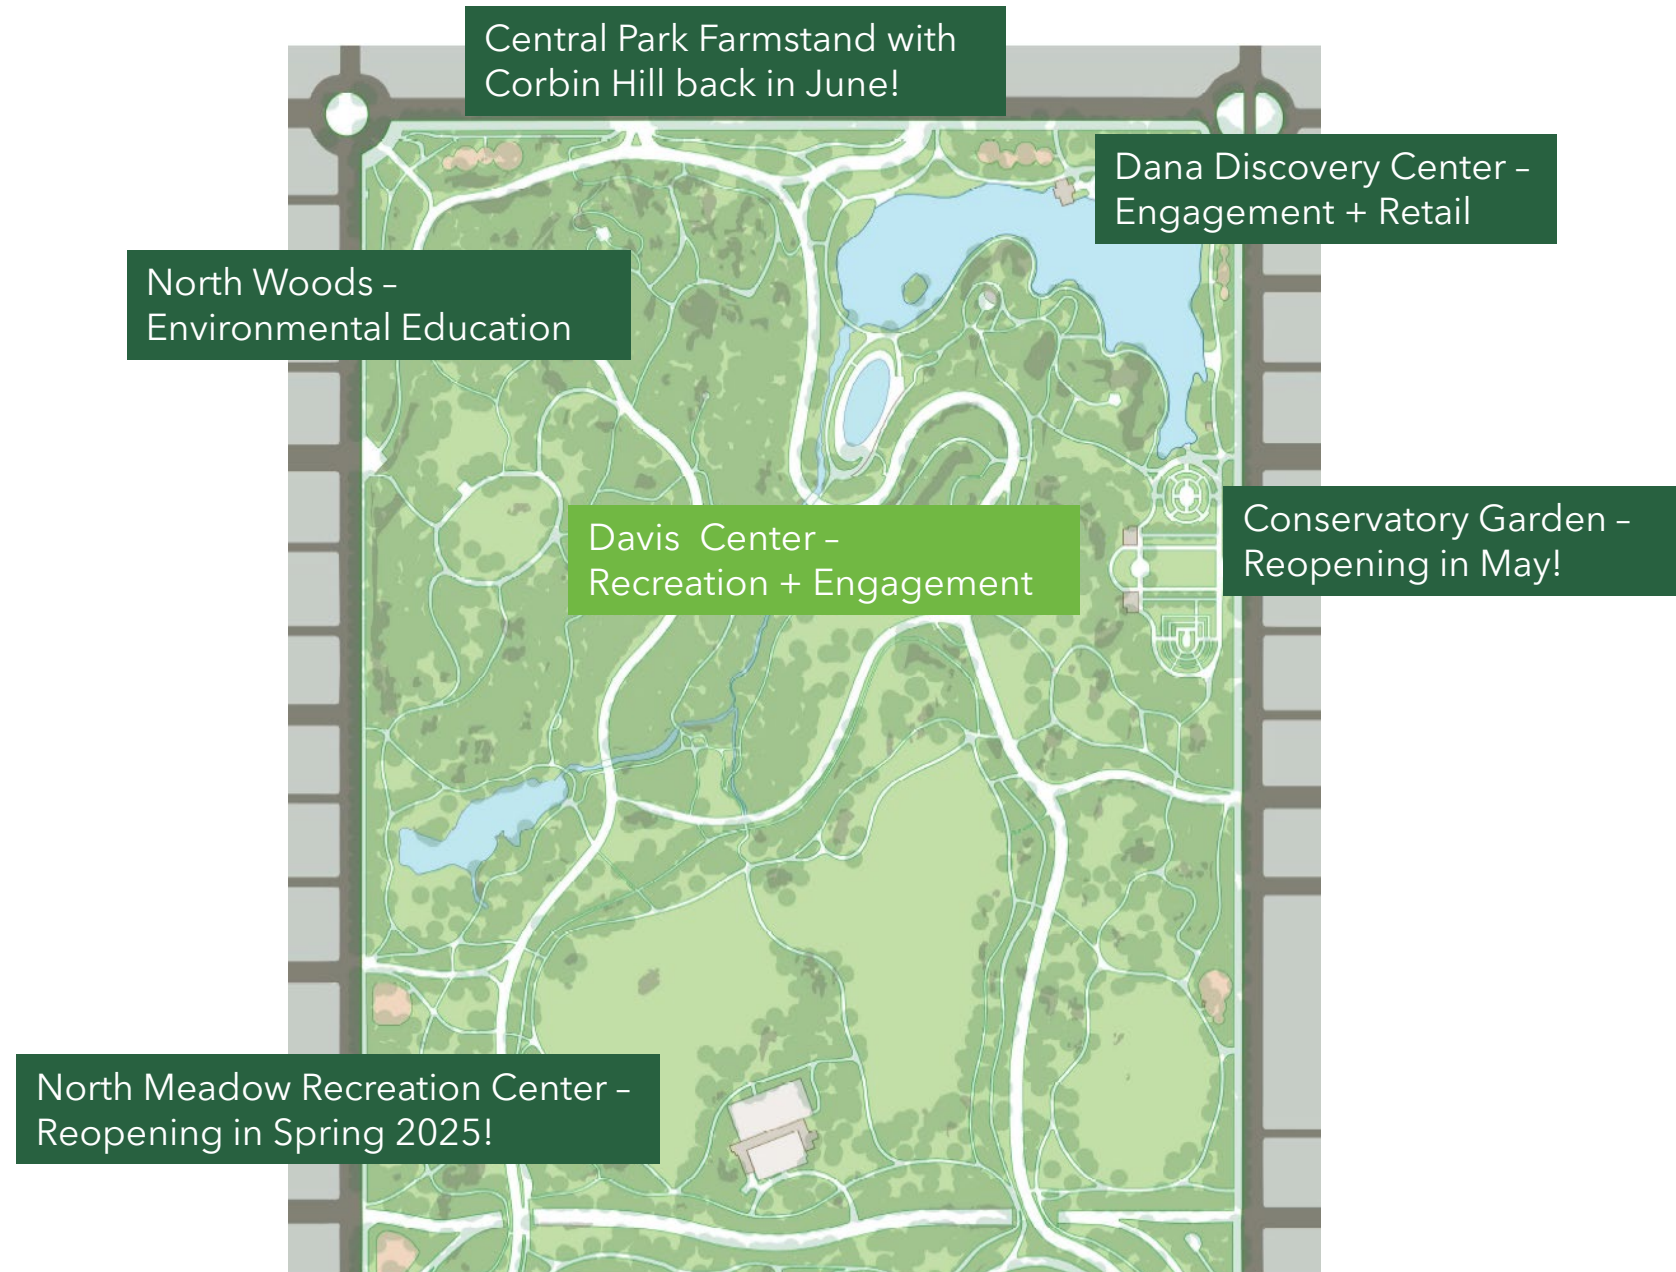 Central Park Farmstand with
Corbin Hill back in June!
Dana Discovery Center –
Engagement + Retail
North Woods –
Environmental Education
Davis  Center –
Recreation + Engagement
Conservatory Garden –
Reopening in May!
North Meadow Recreation Center –
Reopening in Spring 2025!